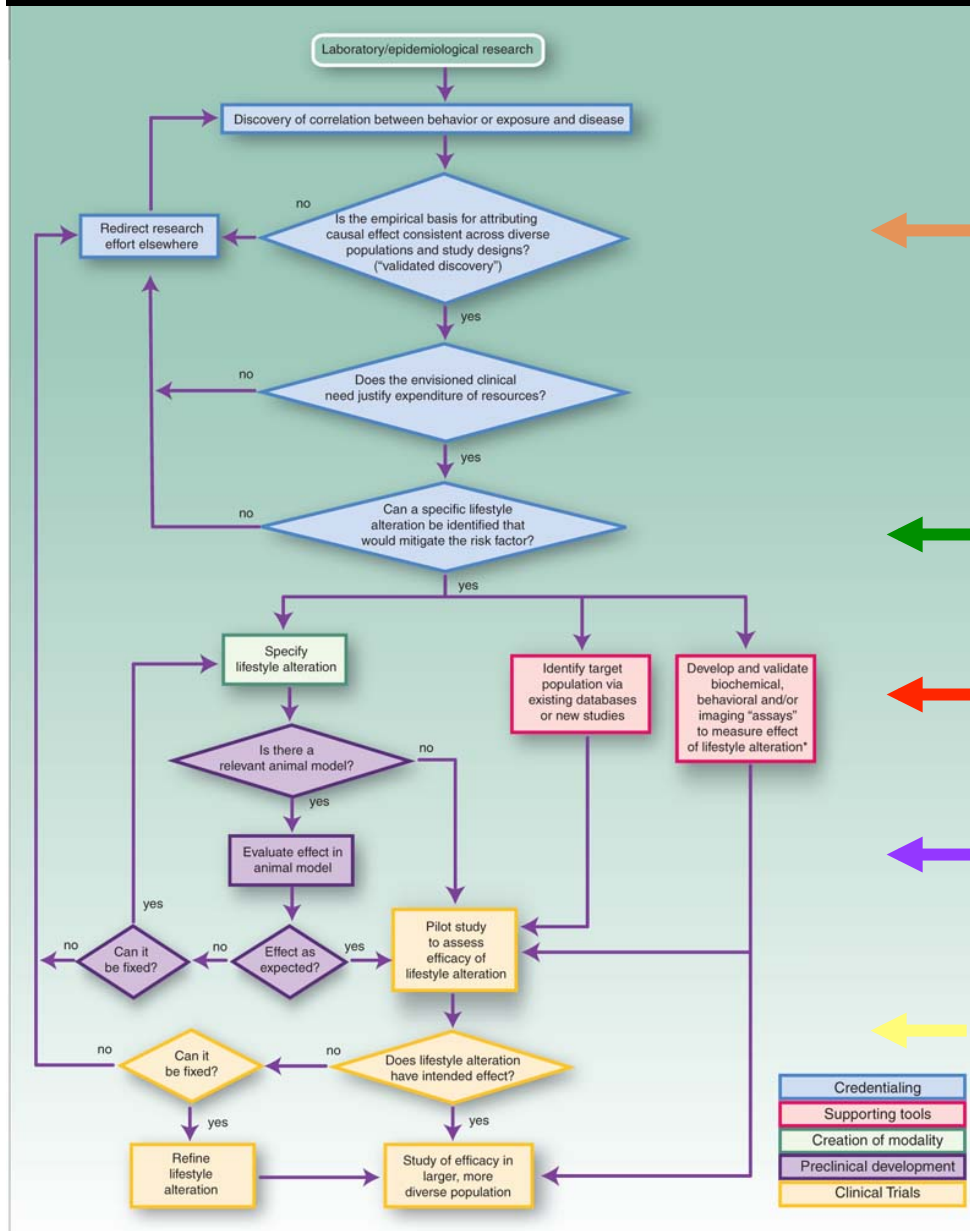 Laboratory/epidemiological research
Discovery of correlation between behavior or exposure and disease
no
Redirect research
effort elsewhere
Is the empirical basis for attributing
causal effect consistent across diverse
populations and study designs?
("validated discovery")
yes
no
Does the envisioned clinical
need justify expenditure of resources?
yes
no
Can a specific lifestyle
alteration be identified that
would mitigate the risk factor?
yes
Specify
lifestyle alteration
Identify target
population via
existing databases
or new studies
Develop and validate
biochemical,
behavioral and/or
imaging "assays"
to measure effect
of lifestyle alteration*
Is there a
relevant animal model?
no
yes
Evaluate effect in
animal model
yes
no
Can it
be fixed?
no
Effect as
expected?
yes
Pilot study
to assess
efficacy of
lifestyle alteration
no
Can it
be fixed?
no
Does lifestyle alteration
have intended effect?
yes
yes
Refine
lifestyle
alteration
Study of efficacy in
larger, more
diverse population
Credentialing
Supporting tools
Creation of modality
Preclinical development
Clinical Trials